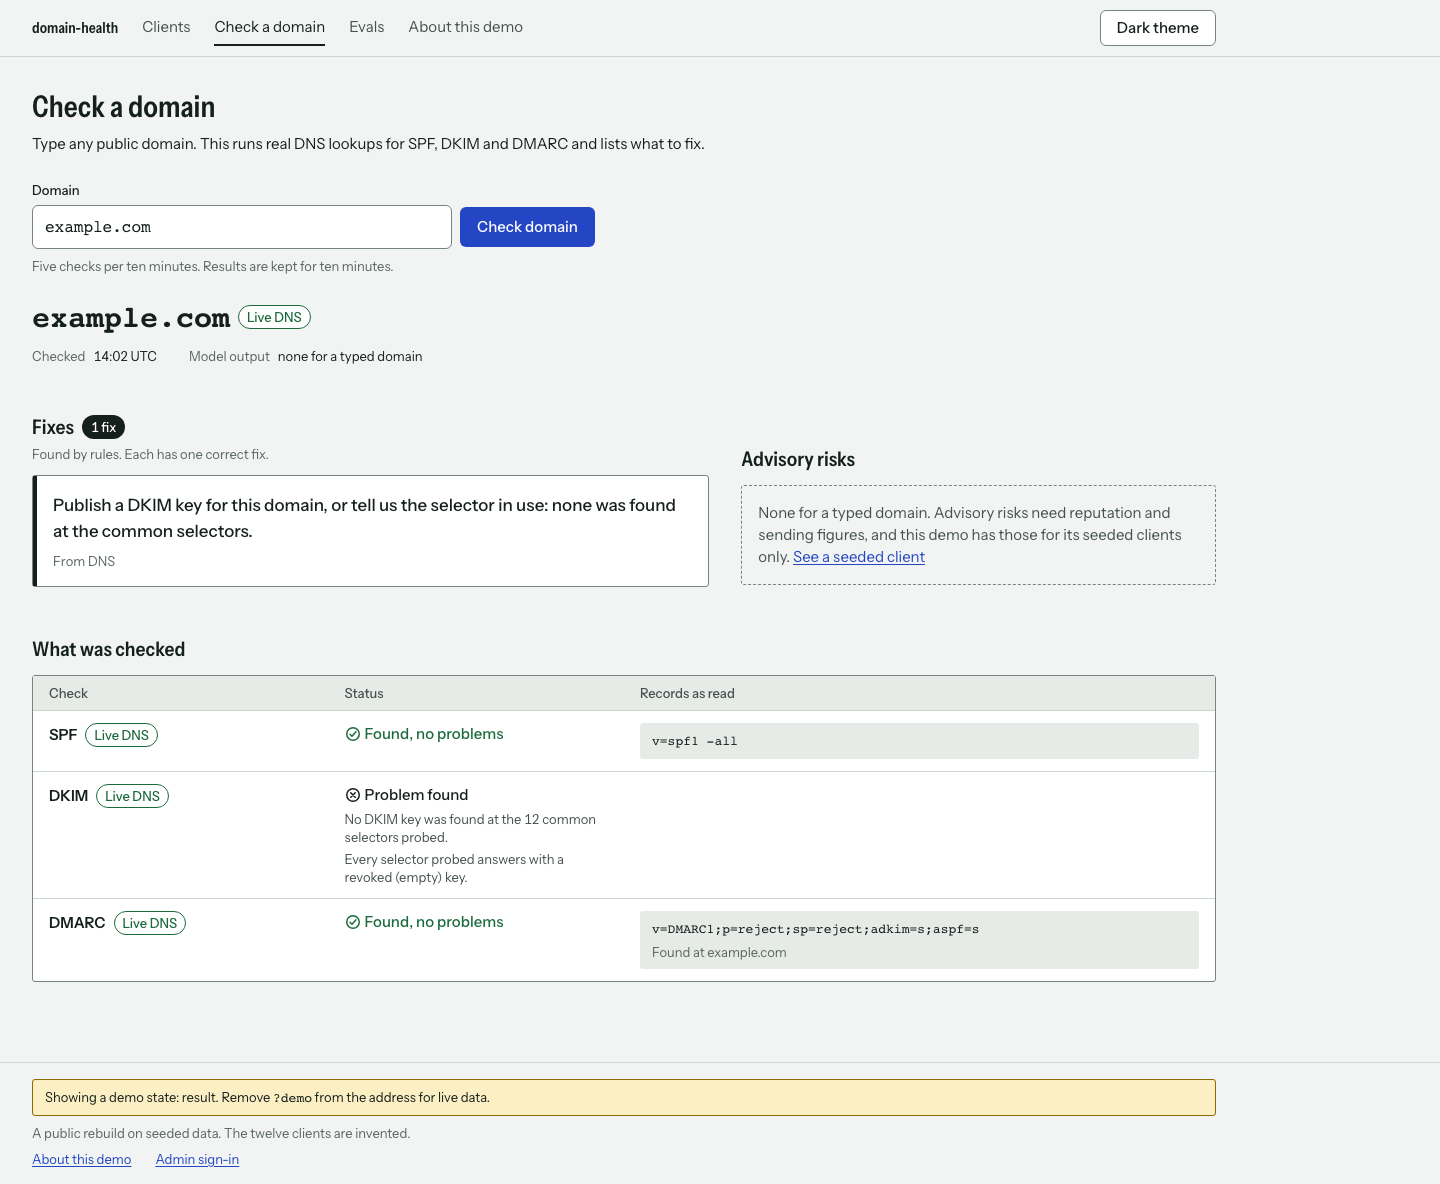 domain-health
Clients
Check a domain
Evals
About this demo
Dark theme
Check a domain
Type any public domain. This runs real DNS lookups for SPF, DKIM and DMARC and lists what to fix.
Domain
example.com
Check domain
Five checks per ten minutes. Results are kept for ten minutes.
example.com Live DNS
Checked 14:02 UTC Model output none for a typed domain
Fixes 1 fix
Found by rules. Each has one correct fix.
Publish a DKIM key for this domain, or tell us the selector in use: none was found
at the common selectors.
From DNS
Advisory risks
None for a typed domain. Advisory risks need reputation and
sending figures, and this demo has those for its seeded clients
only. See a seeded client
What was checked
Check Status Records as read
SPF Live DNS Found, no problems v=spf1 -all
DKIM Live DNS Problem found
No DKIM key was found at the 12 common
selectors probed.
Every selector probed answers with a
revoked (empty) key.
DMARC Live DNS Found, no problems v=DMARC1;p=reject;sp=reject;adkim=s;aspf=s
Found at example.com
Showing a demo state: result. Remove ?demo from the address for live data.
A public rebuild on seeded data. The twelve clients are invented.
About this demo Admin sign-in